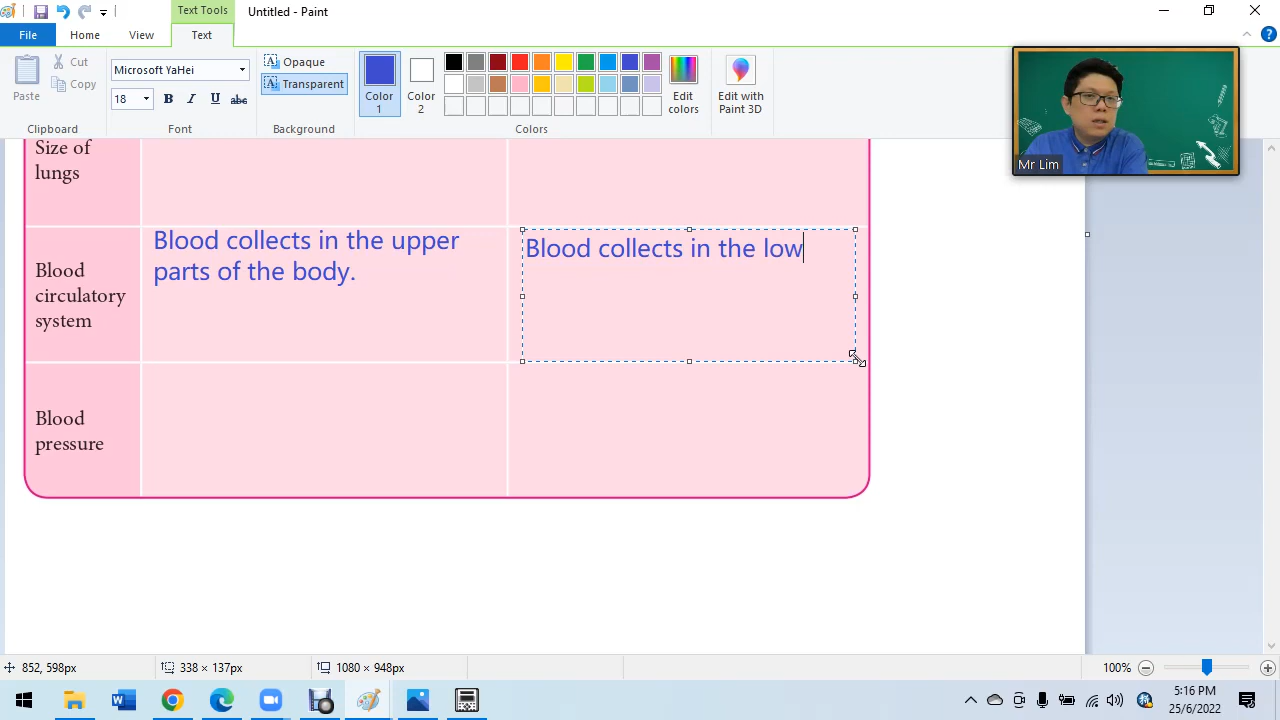 Text Tools
Untitled - Paint
File
Home
View
Text
Paste
Cut
Copy
Clipboard
Microsoft YaHei
18
B
I
U
abc
Font
Opaque
Transparent
Background
Color
1
Color
2
Edit
colors
Edit with
Paint 3D
Colors
Mr Lim
Size of
lungs
Blood
circulatory
system
Blood collects in the upper
parts of the body.
Blood collects in the low
Blood
pressure
852, 598px
338 × 137px
1080 × 948px
100%
5:16 PM
25/6/2022